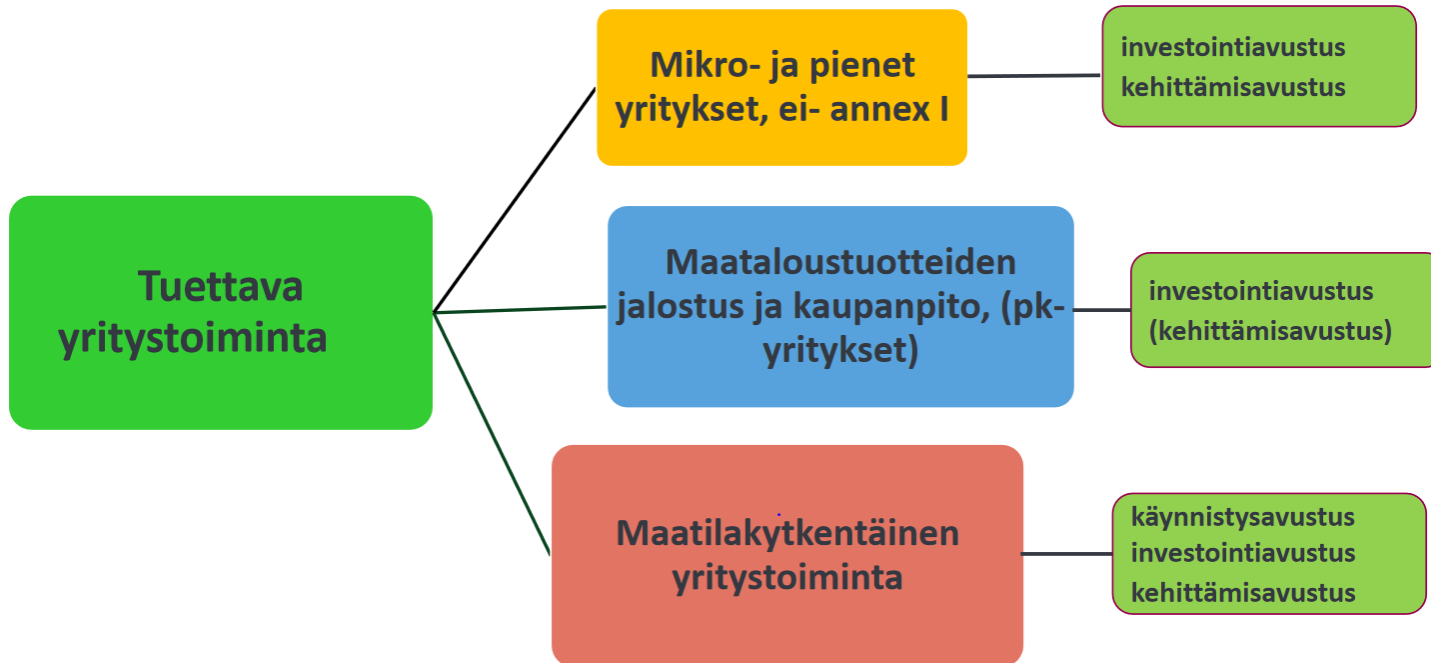 Tuettava
yritystoiminta
Mikro- ja pienet
yritykset, ei- annex I
investointiavustus
kehittämisavustus
Maataloustuotteiden
jalostus ja kaupanpito, (pk-
yritykset)
investointiavustus
(kehittämisavustus)
Maatilakytkentäinen
yritystoiminta
käynnistysavustus
investointiavustus
kehittämisavustus